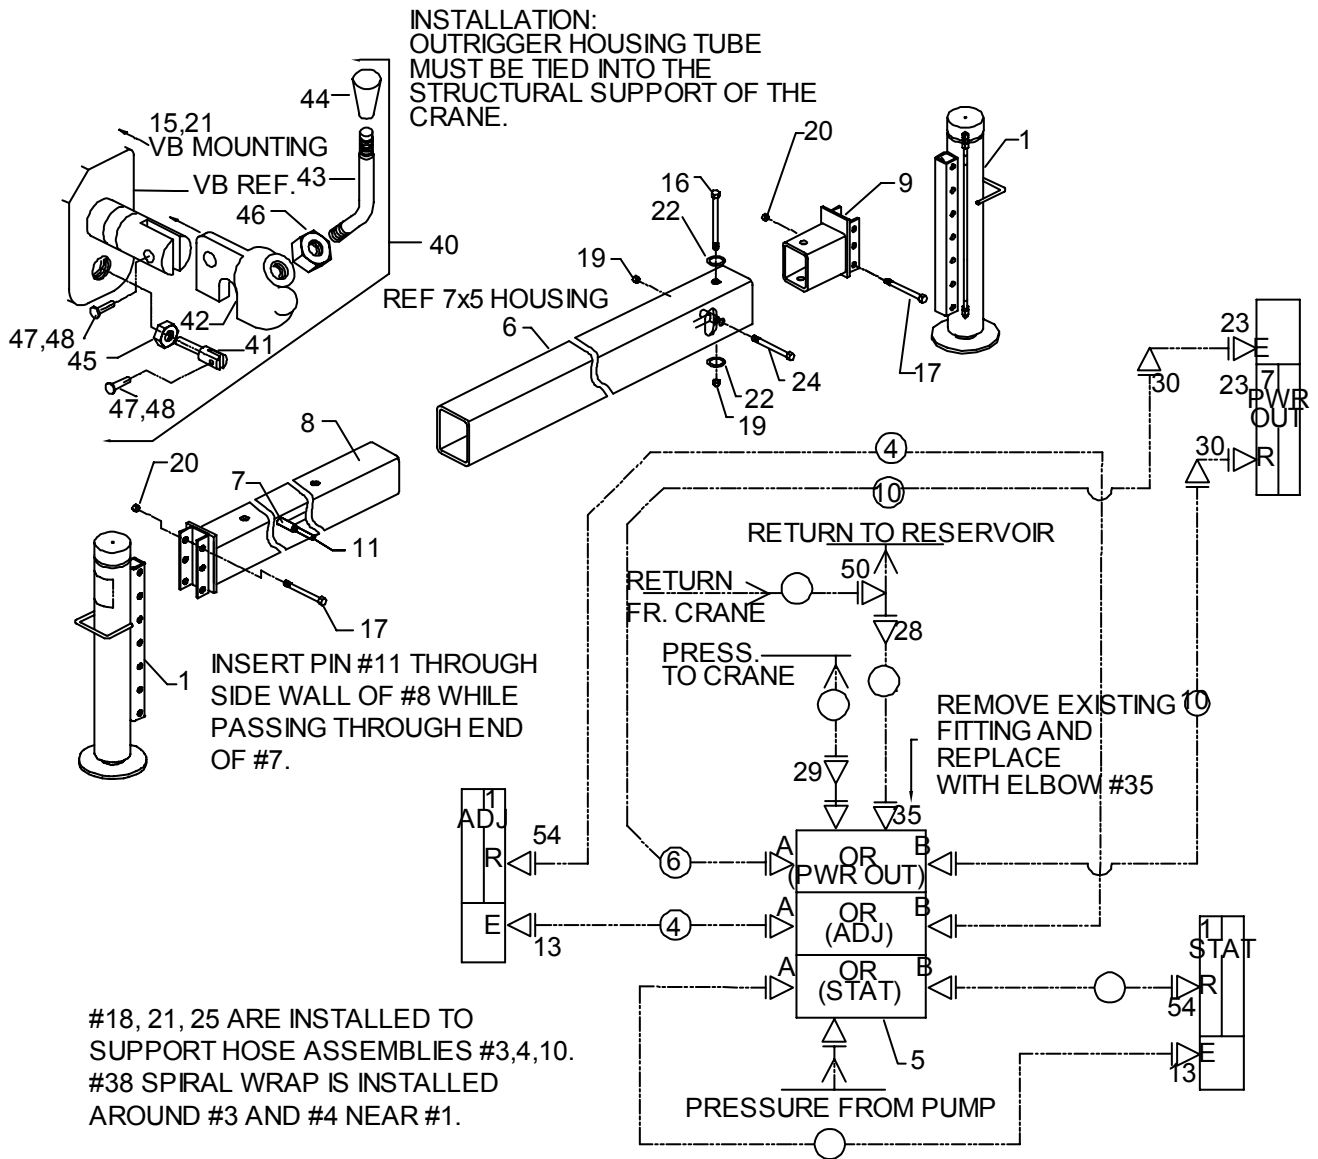 INSTALLATION:
OUTRIGGER HOUSING TUBE
MUST BE TIED INTO THE
STRUCTURAL SUPPORT OF THE
CRANE.
44
15,21
VB MOUNTING
VB REF.
43
46
40
42
47,48
45
41
47,48
20
1
16
9
22
19
REF 7x5 HOUSING
6
17
24
22
19
8
20
7
11
17
1
INSERT PIN #11 THROUGH
SIDE WALL OF #8 WHILE
PASSING THROUGH END
OF #7.
23
E
30
23
7
PWR
OUT
30
R
4
10
RETURN TO RESERVOIR
50
RETURN
FR. CRANE
28
PRESS.
TO CRANE
REMOVE EXISTING
FITTING AND
REPLACE
WITH ELBOW #35
10
29
35
1
ADJ
54
R
E
13
6
4
A
OR
(PWR OUT)
B
A
OR
(ADJ)
B
A
OR
(STAT)
B
1
STAT
R
54
E
13
5
PRESSURE FROM PUMP
#18, 21, 25 ARE INSTALLED TO
SUPPORT HOSE ASSEMBLIES #3,4,10.
#38 SPIRAL WRAP IS INSTALLED
AROUND #3 AND #4 NEAR #1.